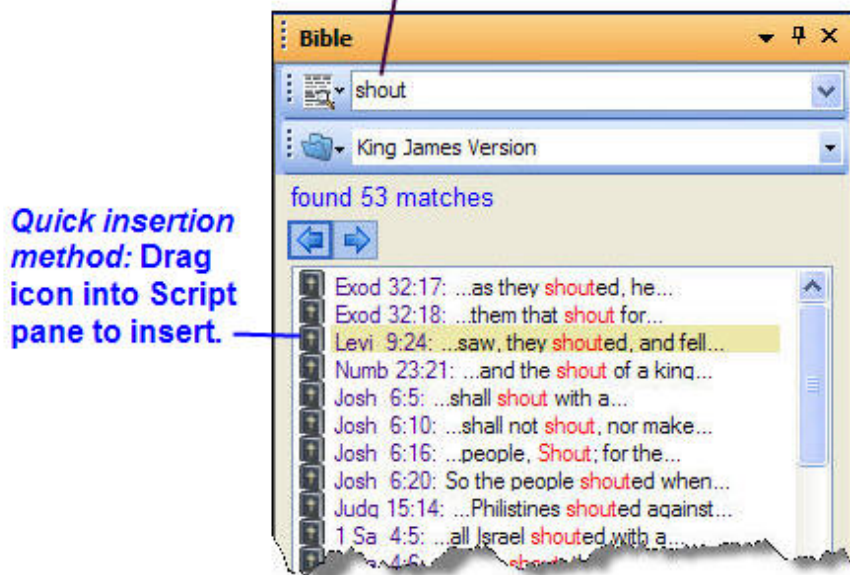 Bible
shout
King James Version
found 53 matches
Quick insertion
method: Drag
icon into Script
pane to insert.
Exod 32:17: ...as they shouted, he...
Exod 32:18: ...them that shout for...
Levi 9:24: ...saw, they shouted, and fell...
Numb 23:21: ...and the shout of a king...
Josh 6:5: ...shall shout with a...
Josh 6:10: ...shall not shout, nor make...
Josh 6:16: ...people, Shout; for the...
Josh 6:20: So the people shouted when...
Judg 15:14: ...Philistines shouted against...
1 Sa 4:5: ...all Israel shouted with a...
4:6: